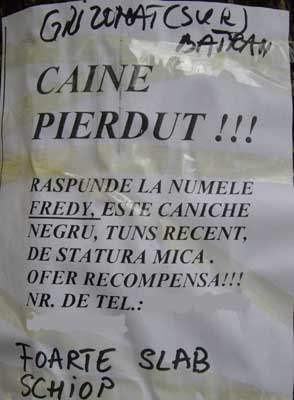 GRIZONAT (SUR)
BATRAN
CAINE
PIERDUT !!!
RASPUNDE LA NUMELE
FREDY, ESTE CANICHE
NEGRU, TUNS RECENT,
DE STATURA MICA.
OFER RECOMPENSA!!!
NR. DE TEL.:
FOARTE SLAB
SCHIOP